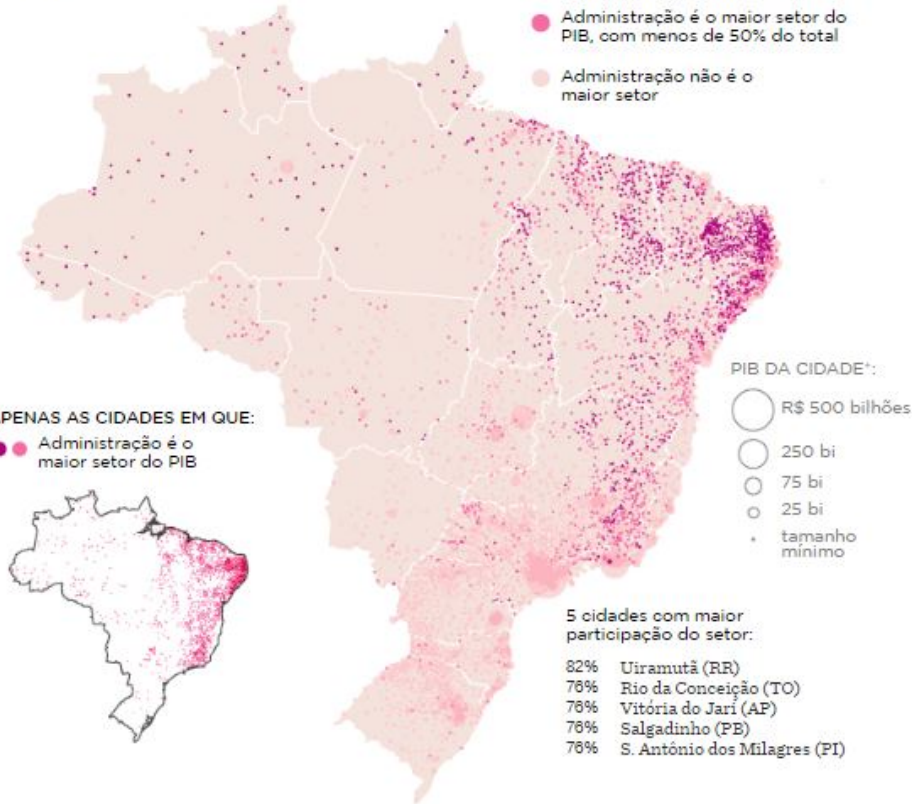 Administração é o maior setor do
PIB, com menos de 50% do total
Administração não é o
maior setor
PIB DA CIDADE*:
R$ 500 bilhões
250 bi
75 bi
25 bi
tamanho
mínimo
APENAS AS CIDADES EM QUE:
Administração é o
maior setor do PIB
5 cidades com maior
participação do setor:
82% Uiramutã (RR)
76% Rio da Conceição (TO)
76% Vitória do Jari (AP)
76% Salgadinho (PB)
76% S. Antônio dos Milagres (PI)